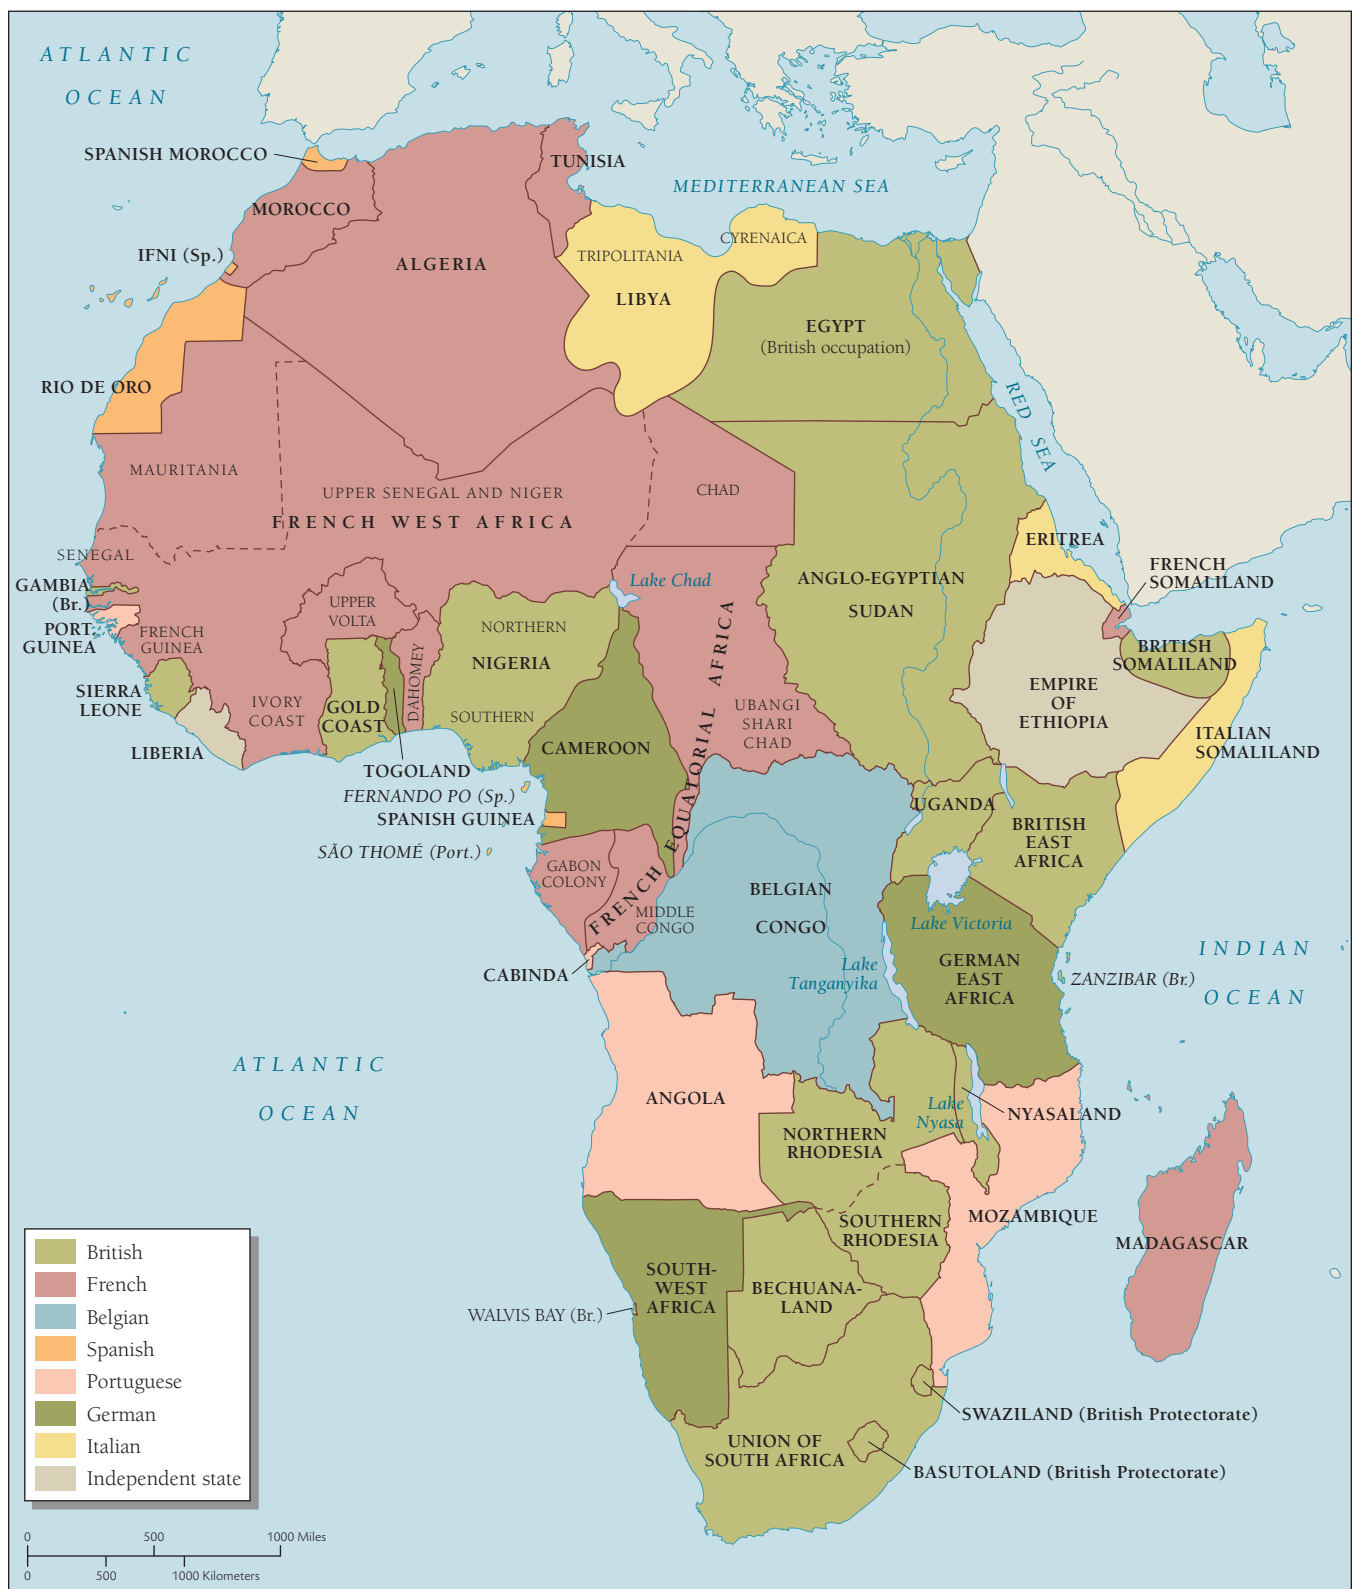 ATLANTIC
OCEAN
SPANISH MOROCCO
TUNISIA
MEDITERRANEAN SEA
MOROCCO
IFNI (Sp.)
ALGERIA
TRIPOLITANIA
CYRENAICA
LIBYA
EGYPT
(British occupation)
RIO DE ORO
RED SEA
MAURITANIA
UPPER SENEGAL AND NIGER
FRENCH WEST AFRICA
CHAD
SENEGAL
ERITREA
GAMBIA
(Br.)
Lake Chad
ANGLO-EGYPTIAN
SUDAN
FRENCH
SOMALILAND
UPPER
VOLTA
PORT.
GUINEA
FRENCH
GUINEA
NORTHERN
NIGERIA
SOUTHERN
DAHOMEY
BRITISH
SOMALILAND
SIERRA
LEONE
IVORY
COAST
GOLD
COAST
EMPIRE
OF
ETHIOPIA
UBANGI
SHARI
CHAD
LIBERIA
CAMEROON
ITALIAN
SOMALILAND
TOGOLAND
FERNANDO PO (Sp.)
SPANISH GUINEA
SÃO THOMÉ (Port.)
FRENCH EQUATORIAL AFRICA
UGANDA
BRITISH
EAST
AFRICA
GABON
COLONY
MIDDLE
CONGO
BELGIAN
CONGO
Lake Victoria
CABINDA
Lake
Tanganyika
GERMAN
EAST
AFRICA
ZANZIBAR (Br.)
INDIAN
OCEAN
ATLANTIC
OCEAN
ANGOLA
Lake
Nyasa
NYASALAND
NORTHERN
RHODESIA
SOUTHERN
RHODESIA
MOZAMBIQUE
MADAGASCAR
SOUTH-
WEST
AFRICA
BECHUANA-
LAND
WALVIS BAY (Br.)
SWAZILAND (British Protectorate)
UNION OF
SOUTH AFRICA
BASUTOLAND (British Protectorate)
British
French
Belgian
Spanish
Portuguese
German
Italian
Independent state
0 500 1000 Miles
0 500 1000 Kilometers